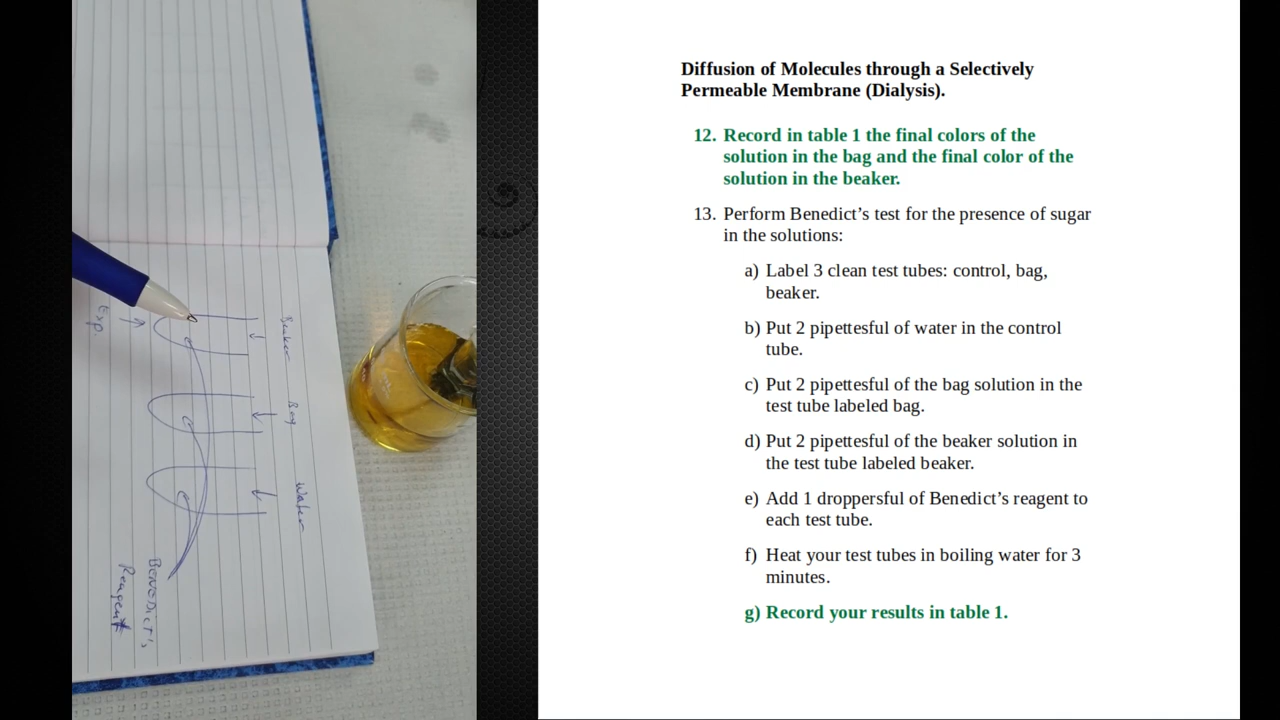 Diffusion of Molecules through a Selectively
Permeable Membrane (Dialysis).
12. Record in table 1 the final colors of the
solution in the bag and the final color of the
solution in the beaker.
13. Perform Benedict’s test for the presence of sugar
in the solutions:
a) Label 3 clean test tubes: control, bag,
beaker.
b) Put 2 pipettesful of water in the control
tube.
c) Put 2 pipettesful of the bag solution in the
test tube labeled bag.
d) Put 2 pipettesful of the beaker solution in
the test tube labeled beaker.
e) Add 1 droppersful of Benedict’s reagent to
each test tube.
f) Heat your test tubes in boiling water for 3
minutes.
g) Record your results in table 1.
Beaker
Bag
Water
Exp.
BENEDICT's
Reagent